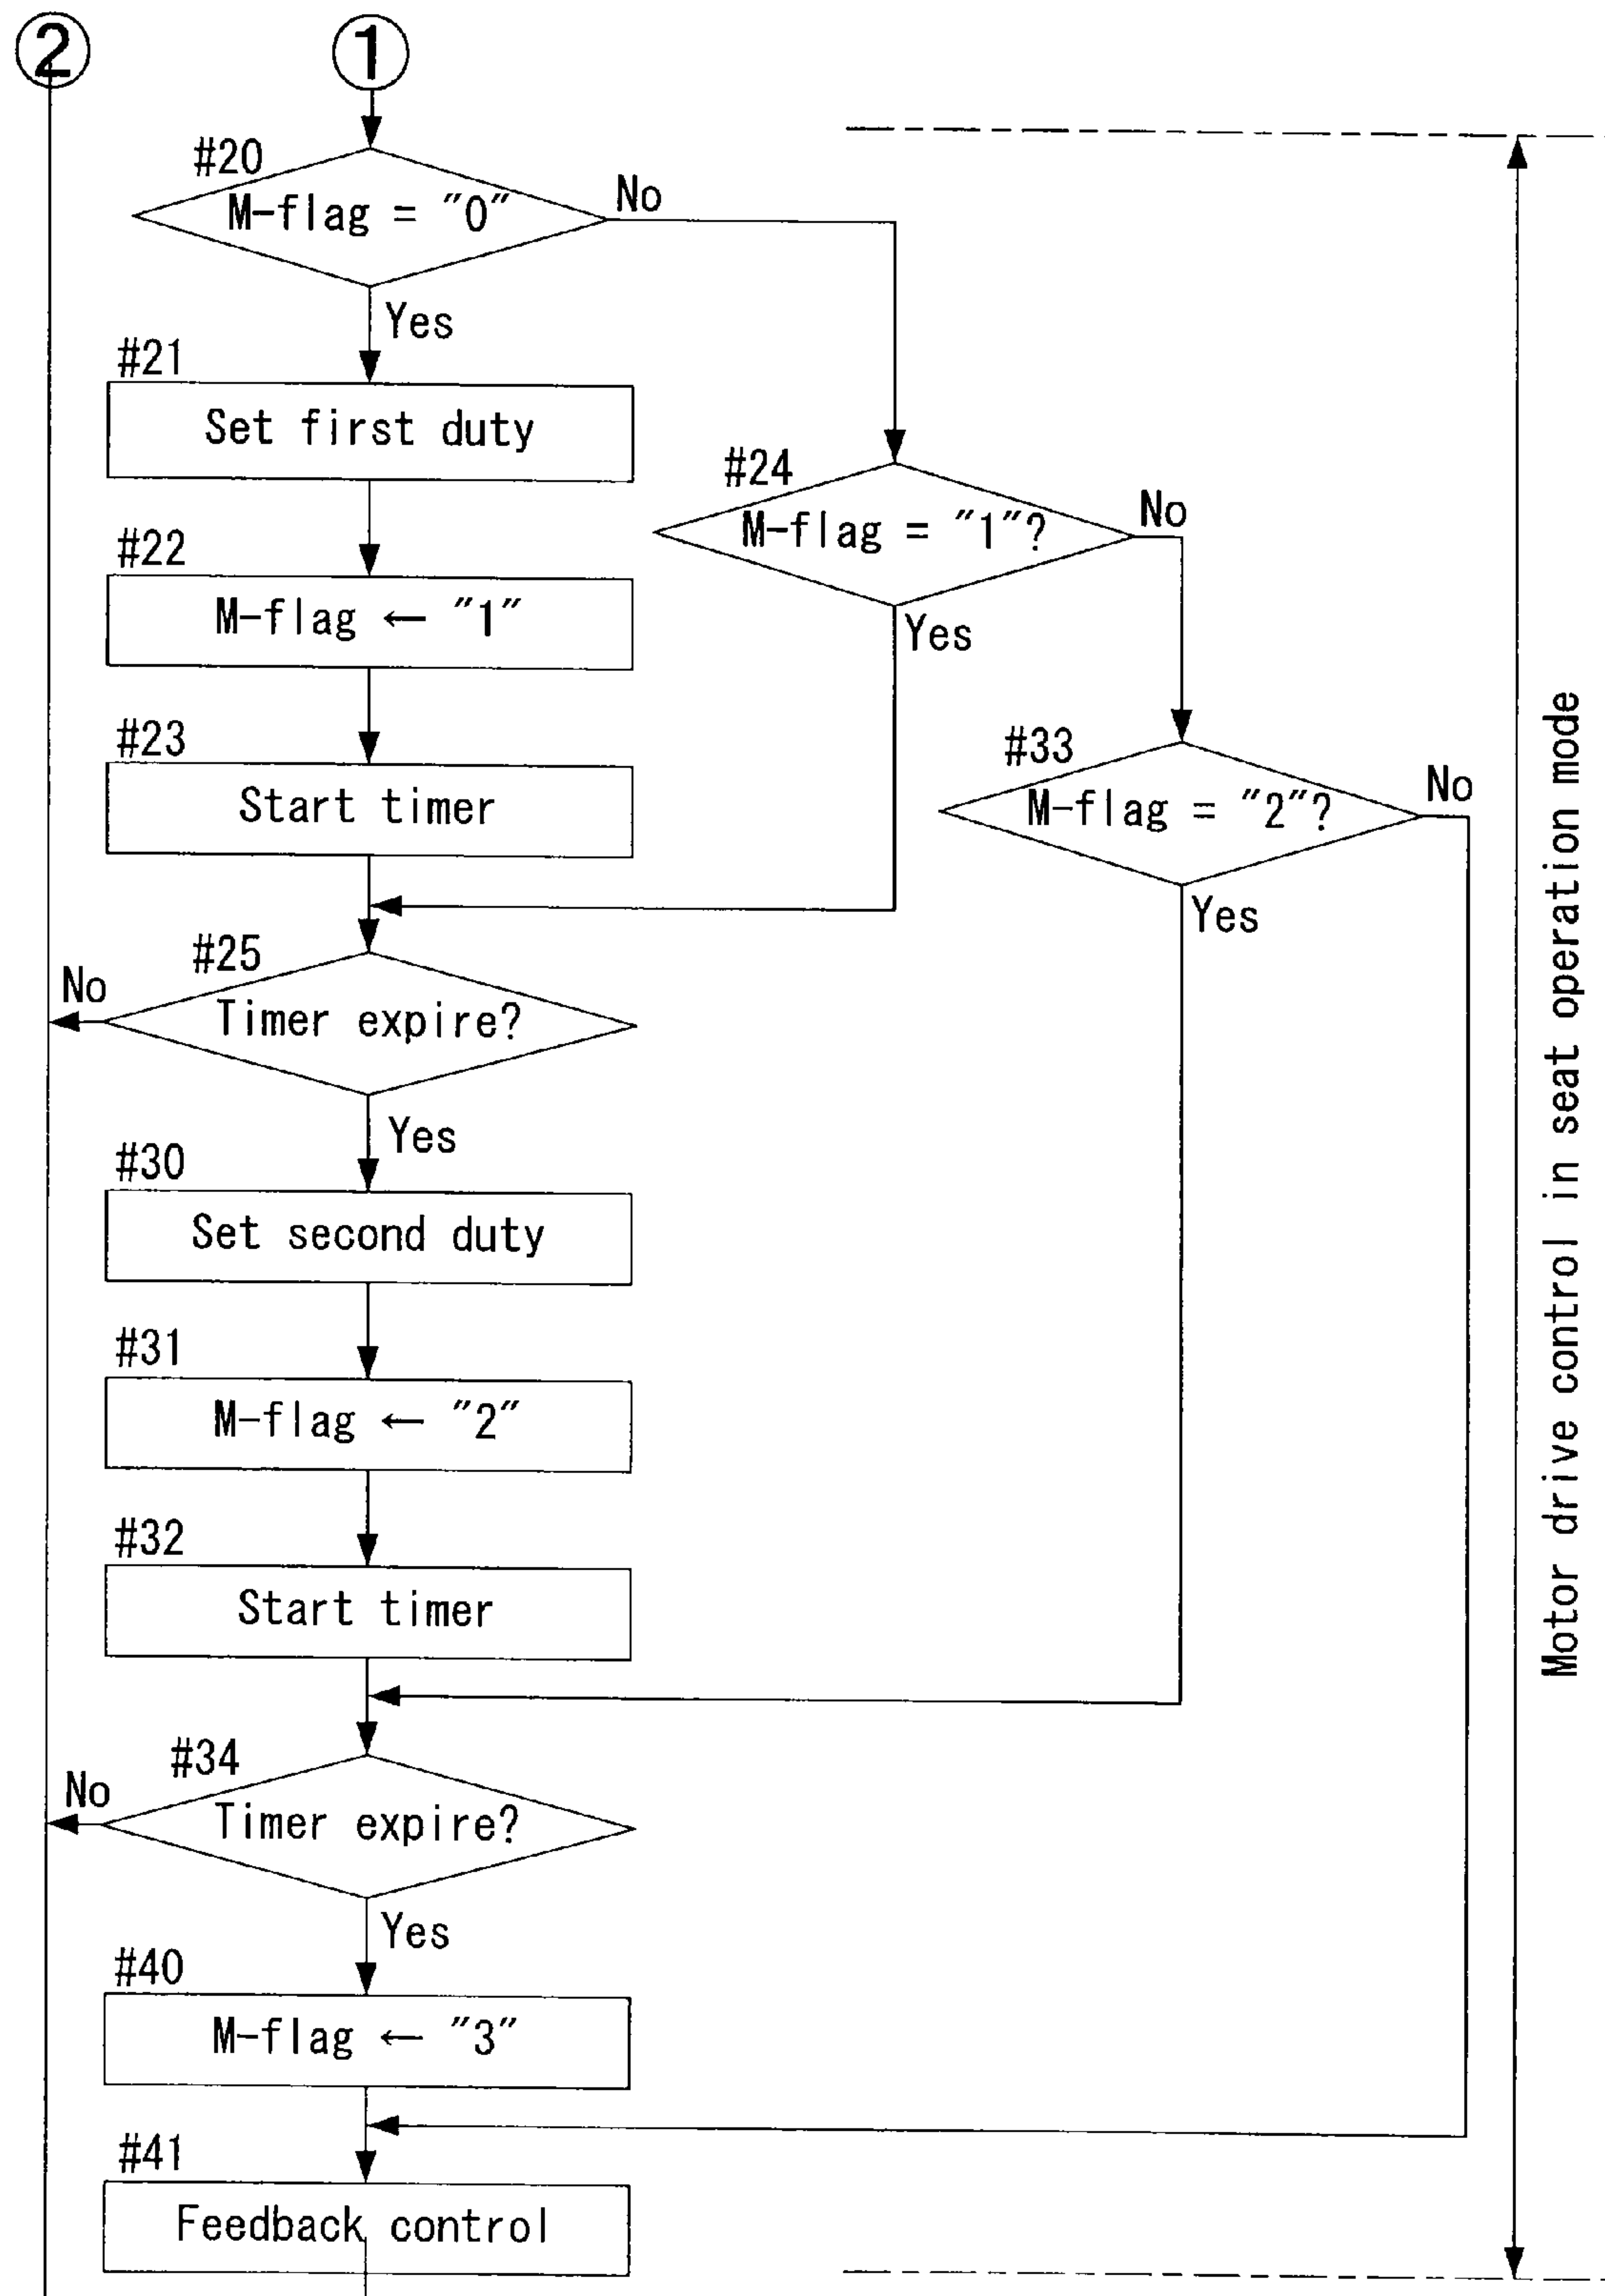 ② ①
#20
M-flag = "0"
No
Yes
#21
Set first duty
#24
M-flag = "1"?
No
Yes
#22
M-flag ← "1"
#23
Start timer
#33
M-flag = "2"?
No
Yes
#25
Timer expire?
No
Yes
#30
Set second duty
#31
M-flag ← "2"
#32
Start timer
#34
Timer expire?
No
Yes
#40
M-flag ← "3"
#41
Feedback control
Motor drive control in seat operation mode